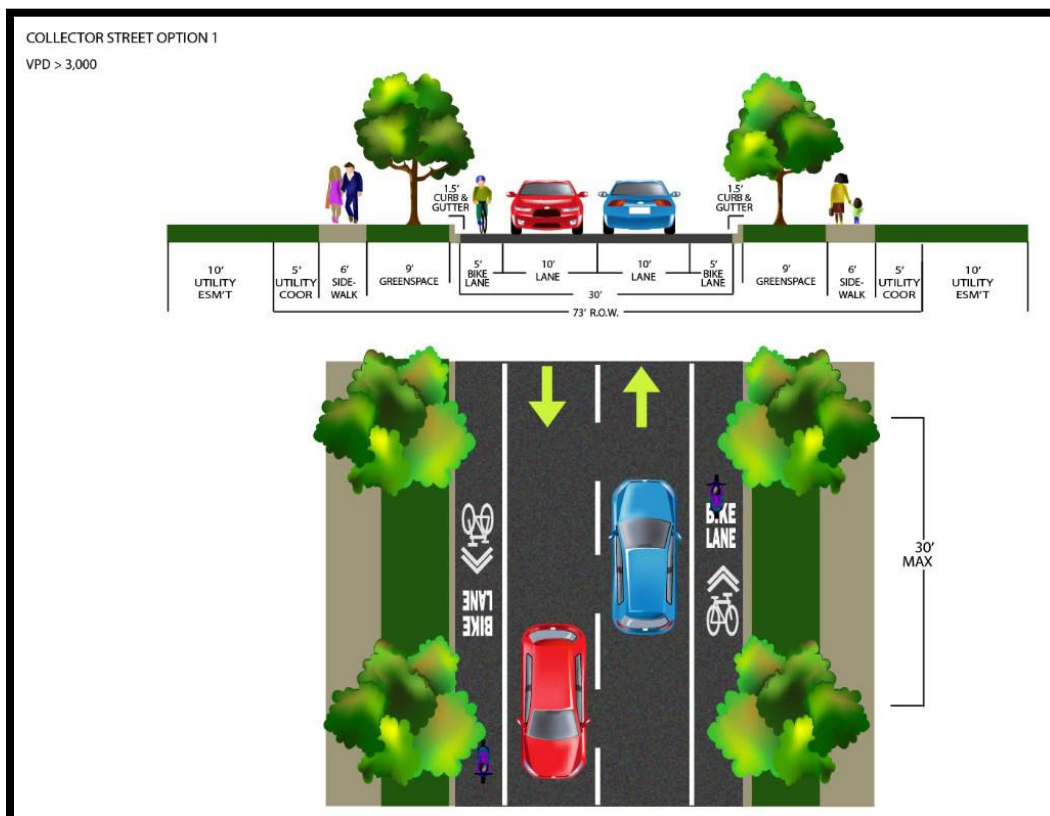 COLLECTOR STREET OPTION 1
VPD > 3,000
1.5'
CURB &
GUTTER
1.5'
CURB &
GUTTER
10'
UTILITY
ESM'T
5'
UTILITY
COOR
6'
SIDE-
WALK
9'
GREENSPACE
5'
BIKE
LANE
10'
LANE
10'
LANE
5'
BIKE
LANE
9'
GREENSPACE
6'
SIDE-
WALK
5'
UTILITY
COOR
10'
UTILITY
ESM'T
30'
73' R.O.W.
BIKE
LANE
BIKE
LANE
30'
MAX